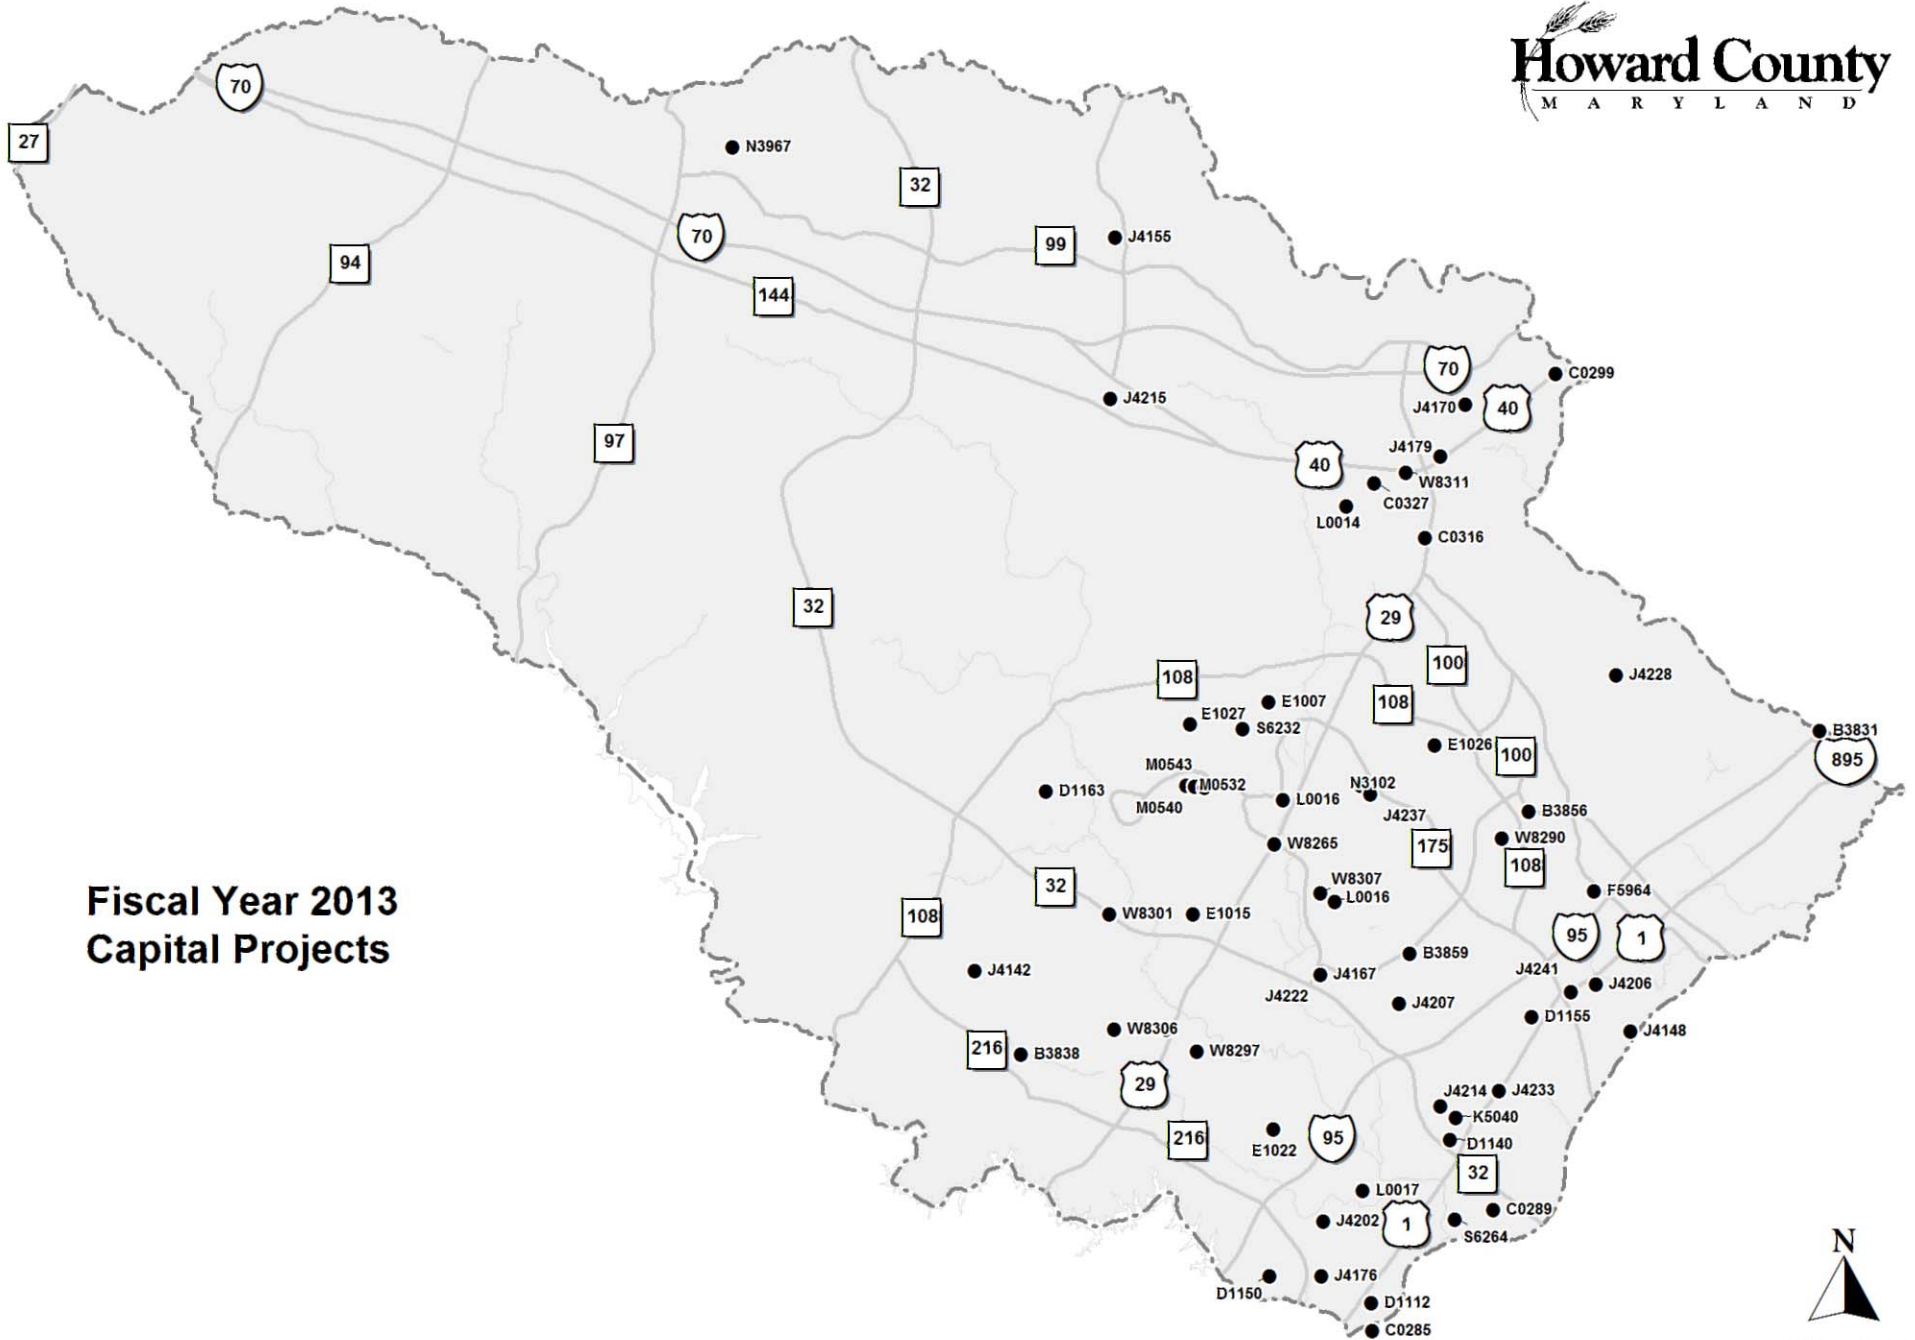 Howard County
MARYLAND
70
27
N3967
32
70
99
J4155
94
144
70
C0299
J4215
J4170
40
97
J4179
40
W8311
C0327
L0014
C0316
32
29
100
108
J4228
E1007
108
E1027
S6232
B3831
E1026
100
895
M0543
M0532
N3102
D1163
L0016
M0540
J4237
B3856
W8265
175
W8290
108
W8307
32
L0016
F5964
Fiscal Year 2013
Capital Projects
108
W8301
E1015
95
1
B3859
J4142
J4167
J4241
J4222
J4206
J4207
D1155
W8306
J4148
216
B3838
W8297
29
J4214
J4233
K5040
216
95
D1140
E1022
32
L0017
C0289
J4202
1
S6264
N
J4176
D1150
D1112
C0285